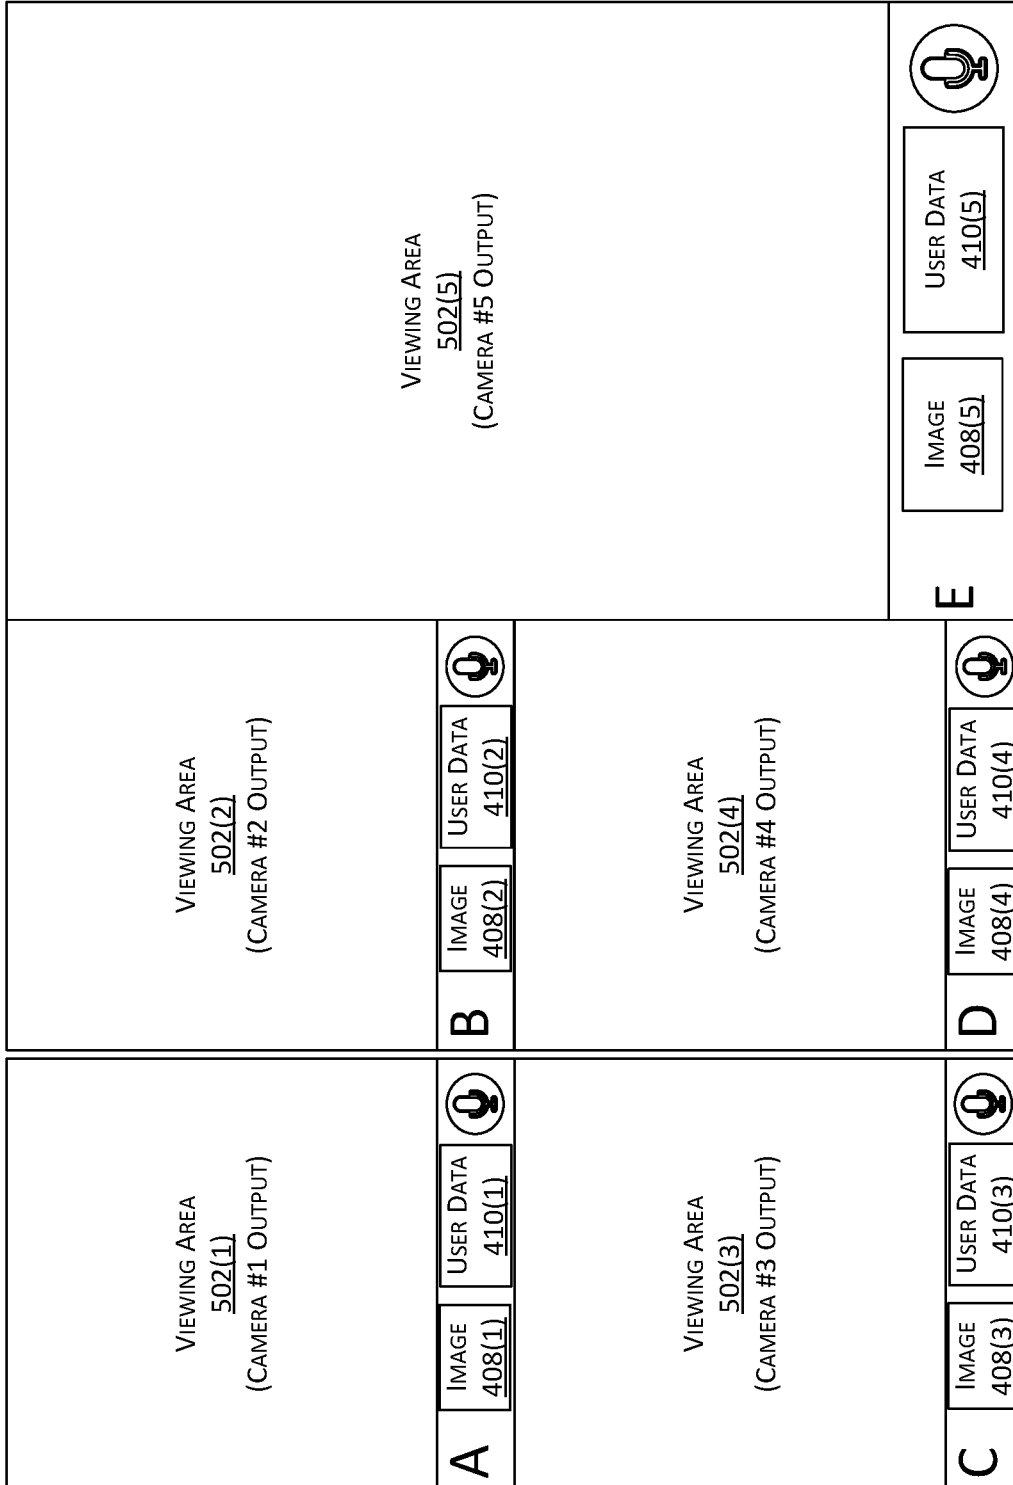 VIEWING AREA
502(1)
(CAMERA #1 OUTPUT)
A
IMAGE
408(1)
USER DATA
410(1)
VIEWING AREA
502(2)
(CAMERA #2 OUTPUT)
B
IMAGE
408(2)
USER DATA
410(2)
VIEWING AREA
502(3)
(CAMERA #3 OUTPUT)
C
IMAGE
408(3)
USER DATA
410(3)
VIEWING AREA
502(4)
(CAMERA #4 OUTPUT)
D
IMAGE
408(4)
USER DATA
410(4)
VIEWING AREA
502(5)
(CAMERA #5 OUTPUT)
E
IMAGE
408(5)
USER DATA
410(5)